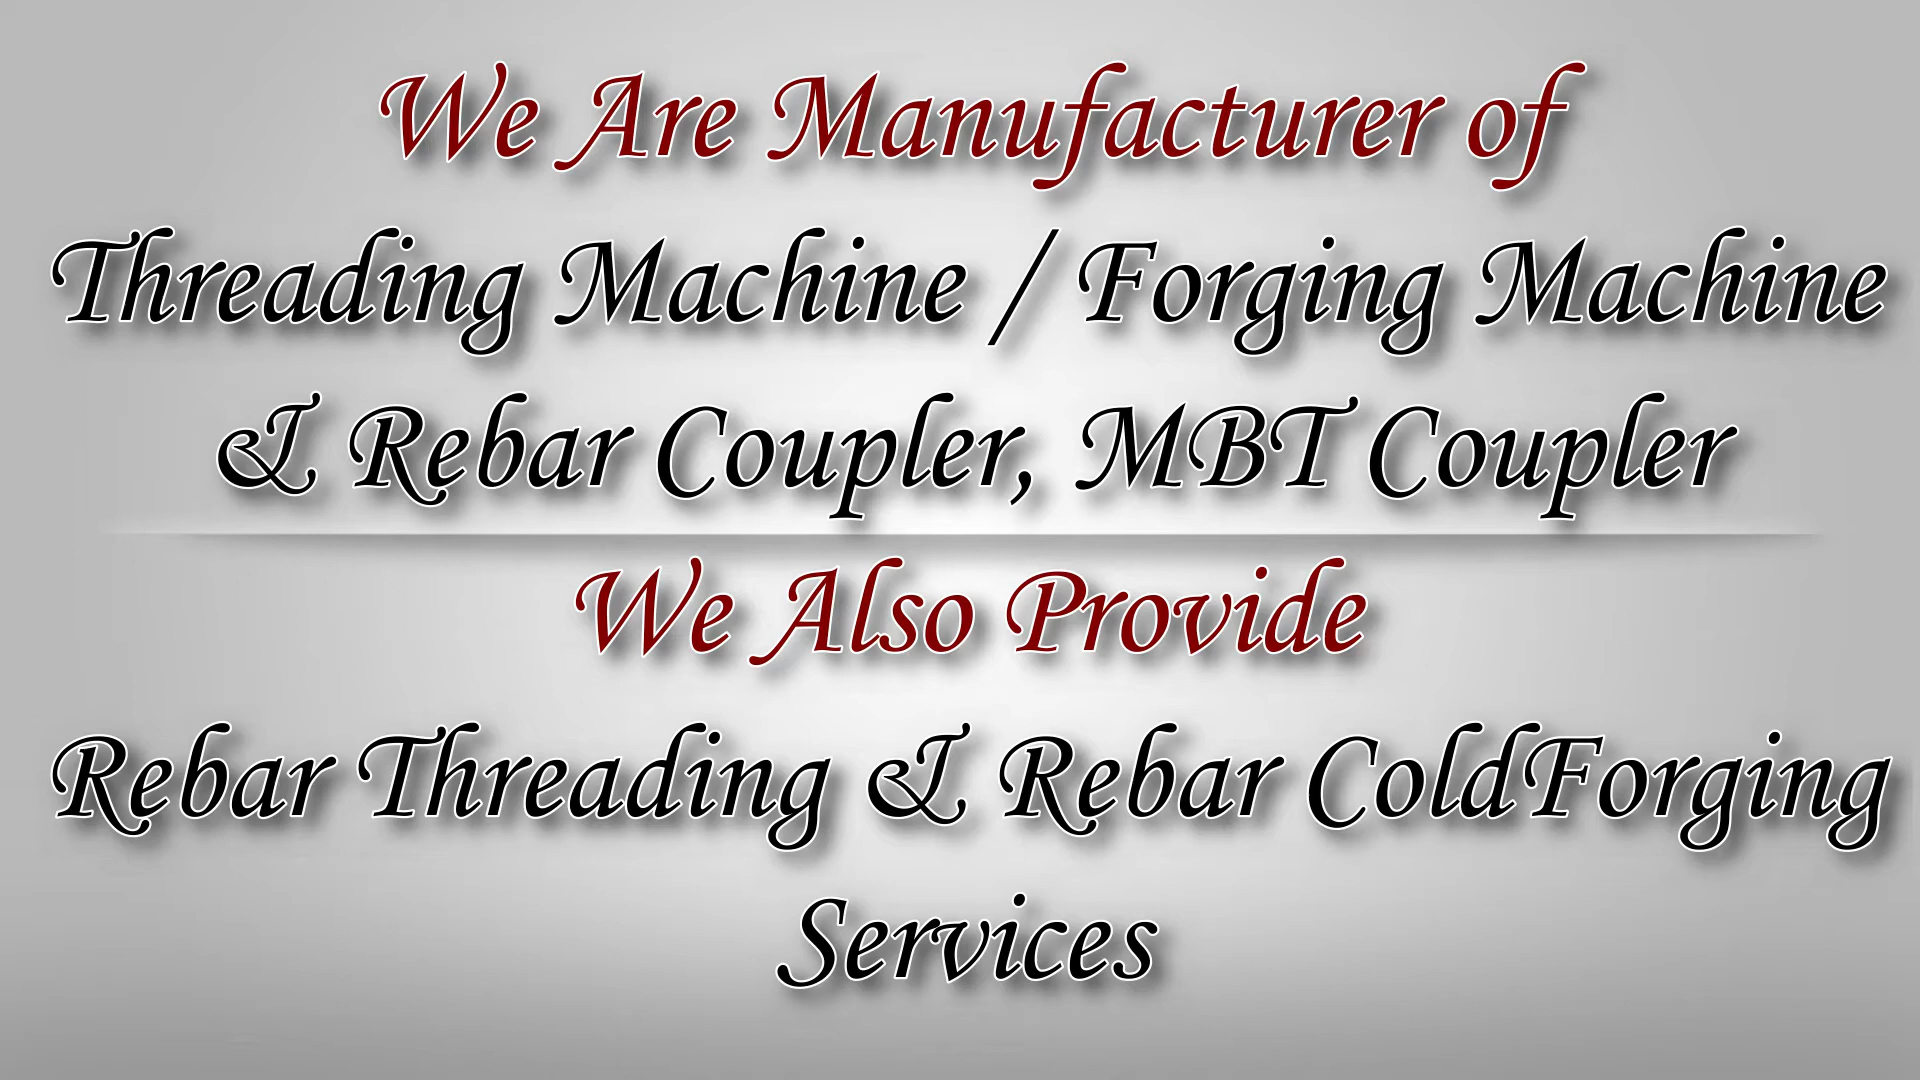 We Are Manufacturer of
Threading Machine / Forging Machine
& Rebar Coupler, MBT Coupler
We Also Provide
Rebar Threading & Rebar ColdForging
Services